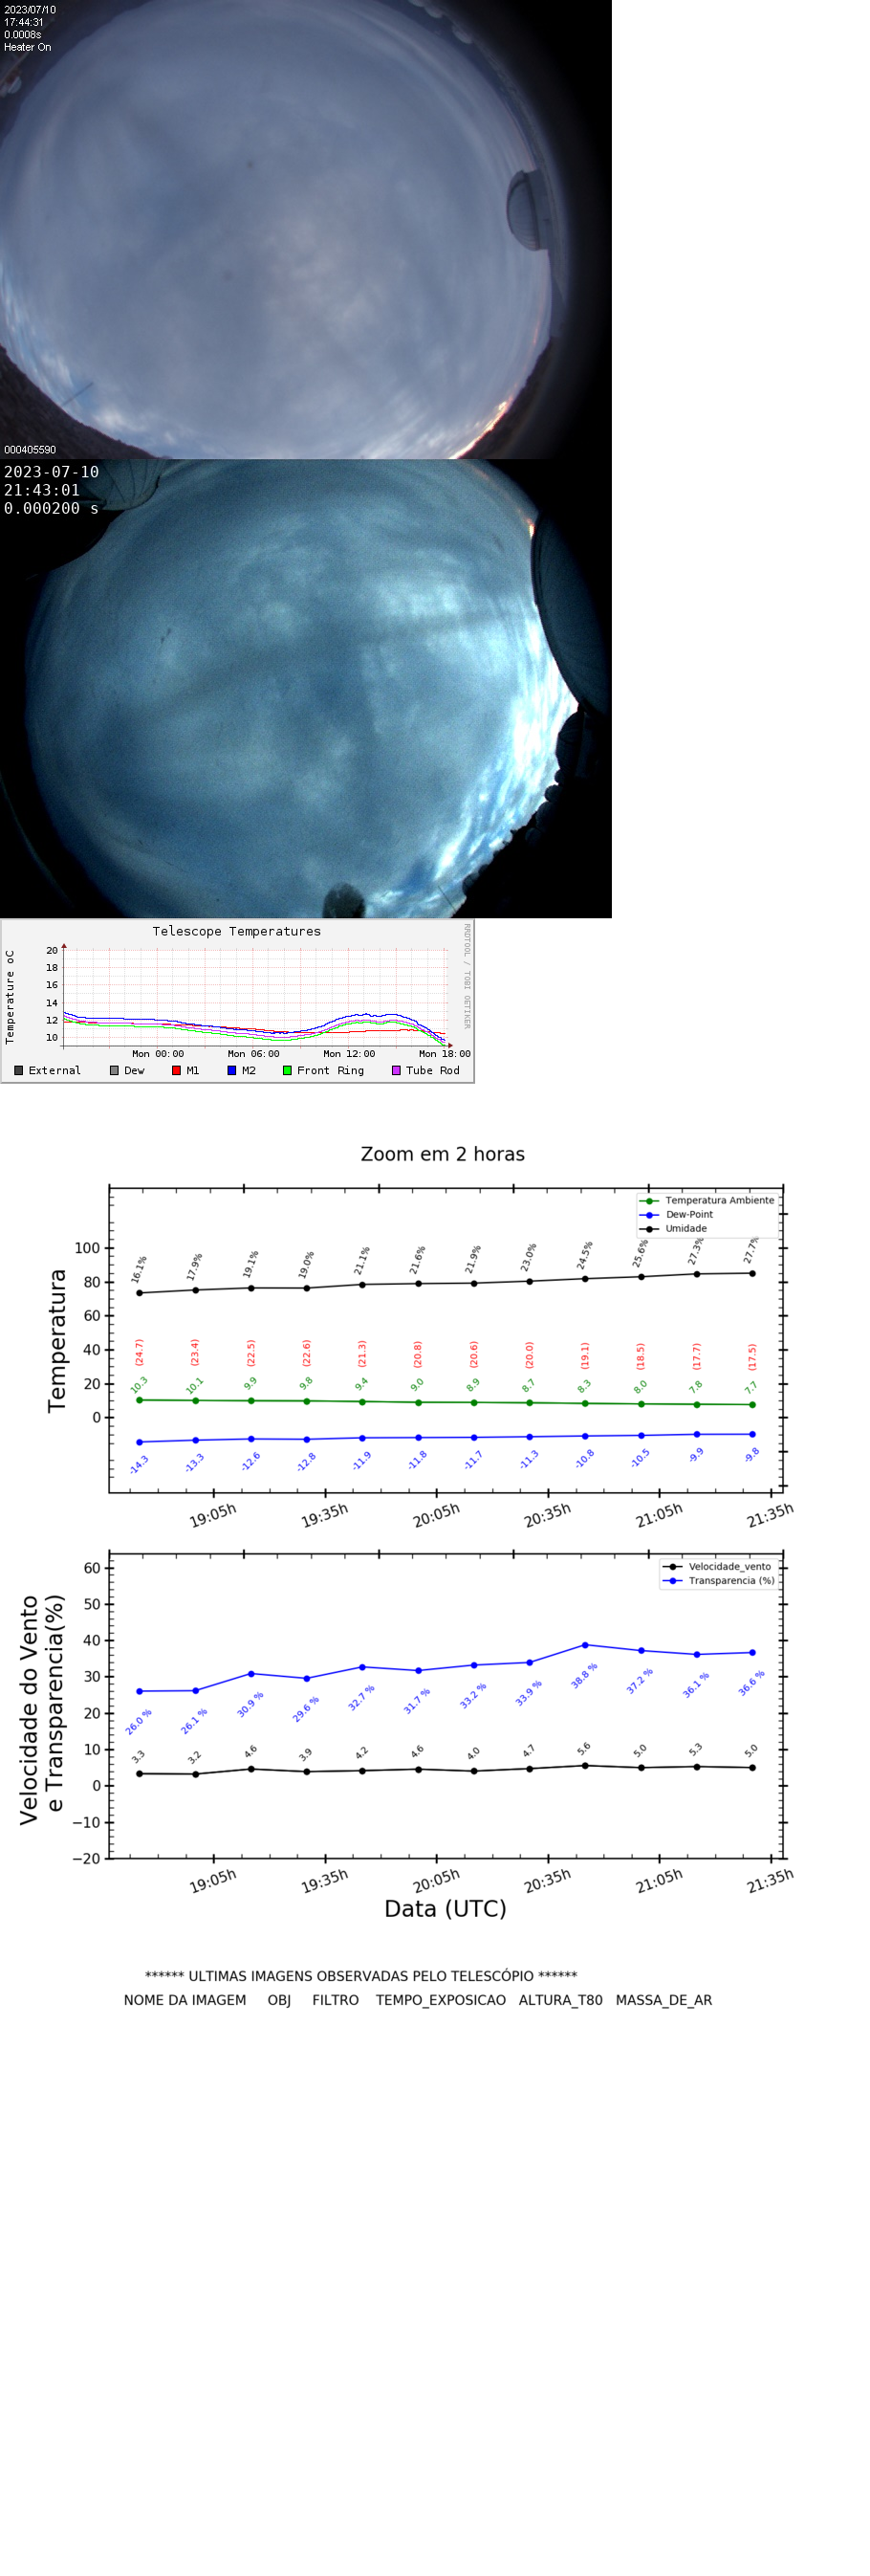 2023/07/10
17:44:31
0.0008s
Heater On
000405590
2023-07-10
21:43:01
0.000200 s
Telescope Temperatures
RRDTOOL / TOBI OETIKER
Temperature oC
20
18
16
14
12
10
Mon 00:00 Mon 06:00 Mon 12:00 Mon 18:00
External Dew M1 M2 Front Ring Tube Rod
Zoom em 2 horas
Temperatura Ambiente
Dew-Point
Umidade
Temperatura
100
80
60
40
20
0
16.1% 17.9% 19.1% 19.0% 21.1% 21.6% 21.9% 23.0% 24.5% 25.6% 27.3% 27.7%
(24.7) (23.4) (22.5) (22.6) (21.3) (20.8) (20.6) (20.0) (19.1) (18.5) (17.7) (17.5)
10.3 10.1 9.9 9.8 9.4 9.0 8.9 8.7 8.3 8.0 7.8 7.7
-14.3 -13.3 -12.6 -12.8 -11.9 -11.8 -11.7 -11.3 -10.8 -10.5 -9.9 -9.8
19:05h 19:35h 20:05h 20:35h 21:05h 21:35h
Velocidade_vento
Transparencia (%)
Velocidade do Vento
e Transparencia(%)
60
50
40
30
20
10
0
−10
−20
26.0 % 26.1 % 30.9 % 29.6 % 32.7 % 31.7 % 33.2 % 33.9 % 38.8 % 37.2 % 36.1 % 36.6 %
3.3 3.2 4.6 3.9 4.2 4.6 4.0 4.7 5.6 5.0 5.3 5.0
19:05h 19:35h 20:05h 20:35h 21:05h 21:35h
Data (UTC)
****** ULTIMAS IMAGENS OBSERVADAS PELO TELESCÓPIO ******
NOME DA IMAGEM OBJ FILTRO TEMPO_EXPOSICAO ALTURA_T80 MASSA_DE_AR